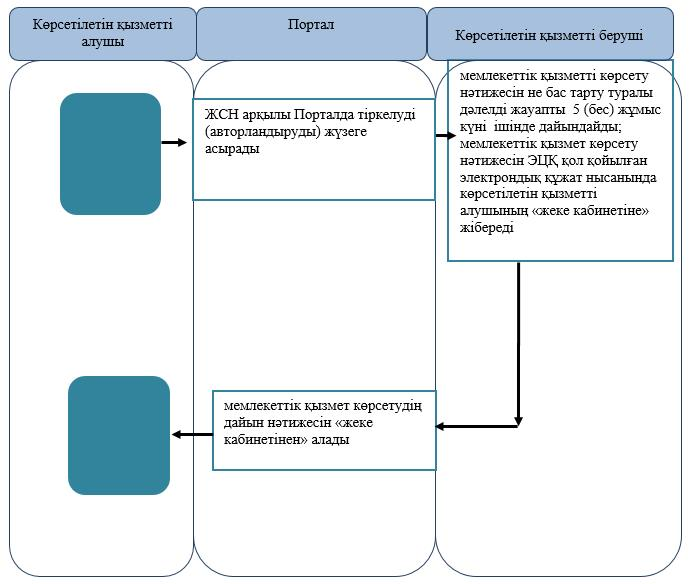 Көрсетілетін қызметті
алушы
Портал
Көрсетілетін қызметті беруші
ЖСН арқылы Порталда тіркелуді
(авторландыруды) жүзеге
асырады
мемлекеттік қызметті көрсету
нәтижесін не бас тарту туралы
дәлелді жауапты 5 (бес) жұмыс
күні ішінде дайындайды;
мемлекеттік қызмет көрсету
нәтижесін ЭЦҚ қол қойылған
электрондық құжат нысанында
көрсетілетін қызметті
алушының «жеке кабинетіне»
жібереді
мемлекеттік қызмет көрсетудің
дайын нәтижесін «жеке
кабинетінен» алады